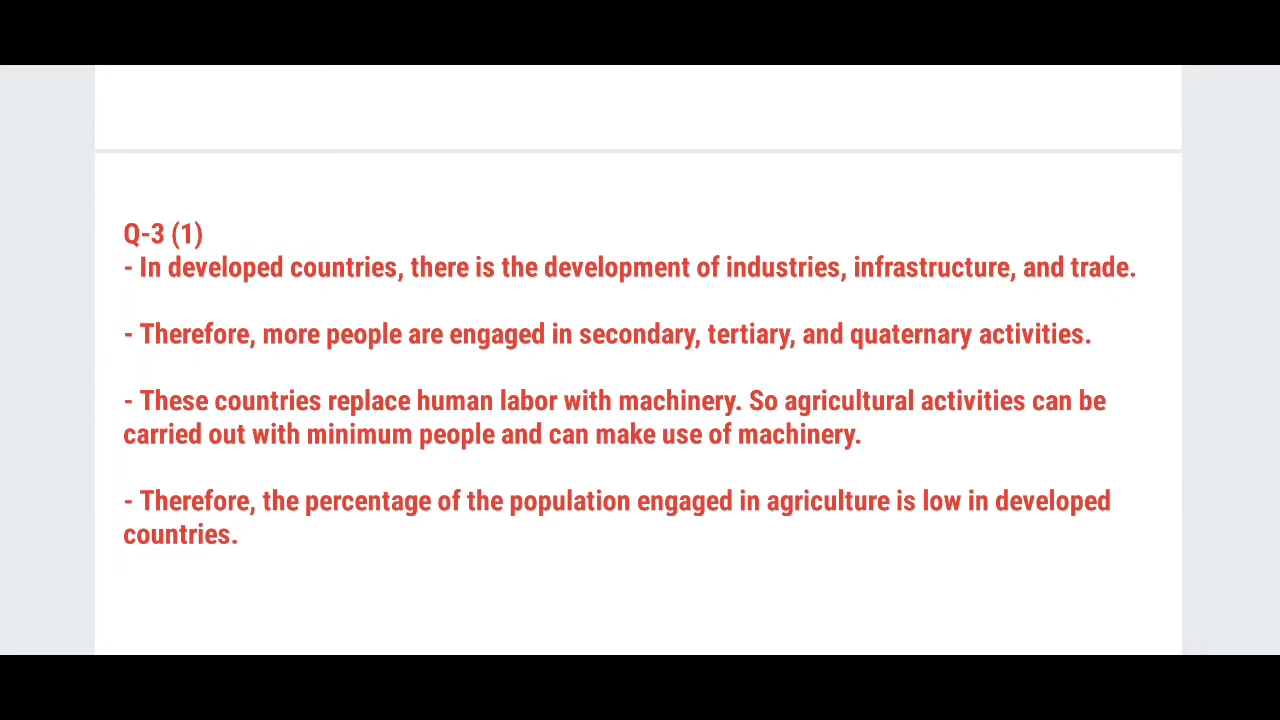 Q-3 (1)
- In developed countries, there is the development of industries, infrastructure, and trade.
- Therefore, more people are engaged in secondary, tertiary, and quaternary activities.
- These countries replace human labor with machinery. So agricultural activities can be
carried out with minimum people and can make use of machinery.
- Therefore, the percentage of the population engaged in agriculture is low in developed
countries.